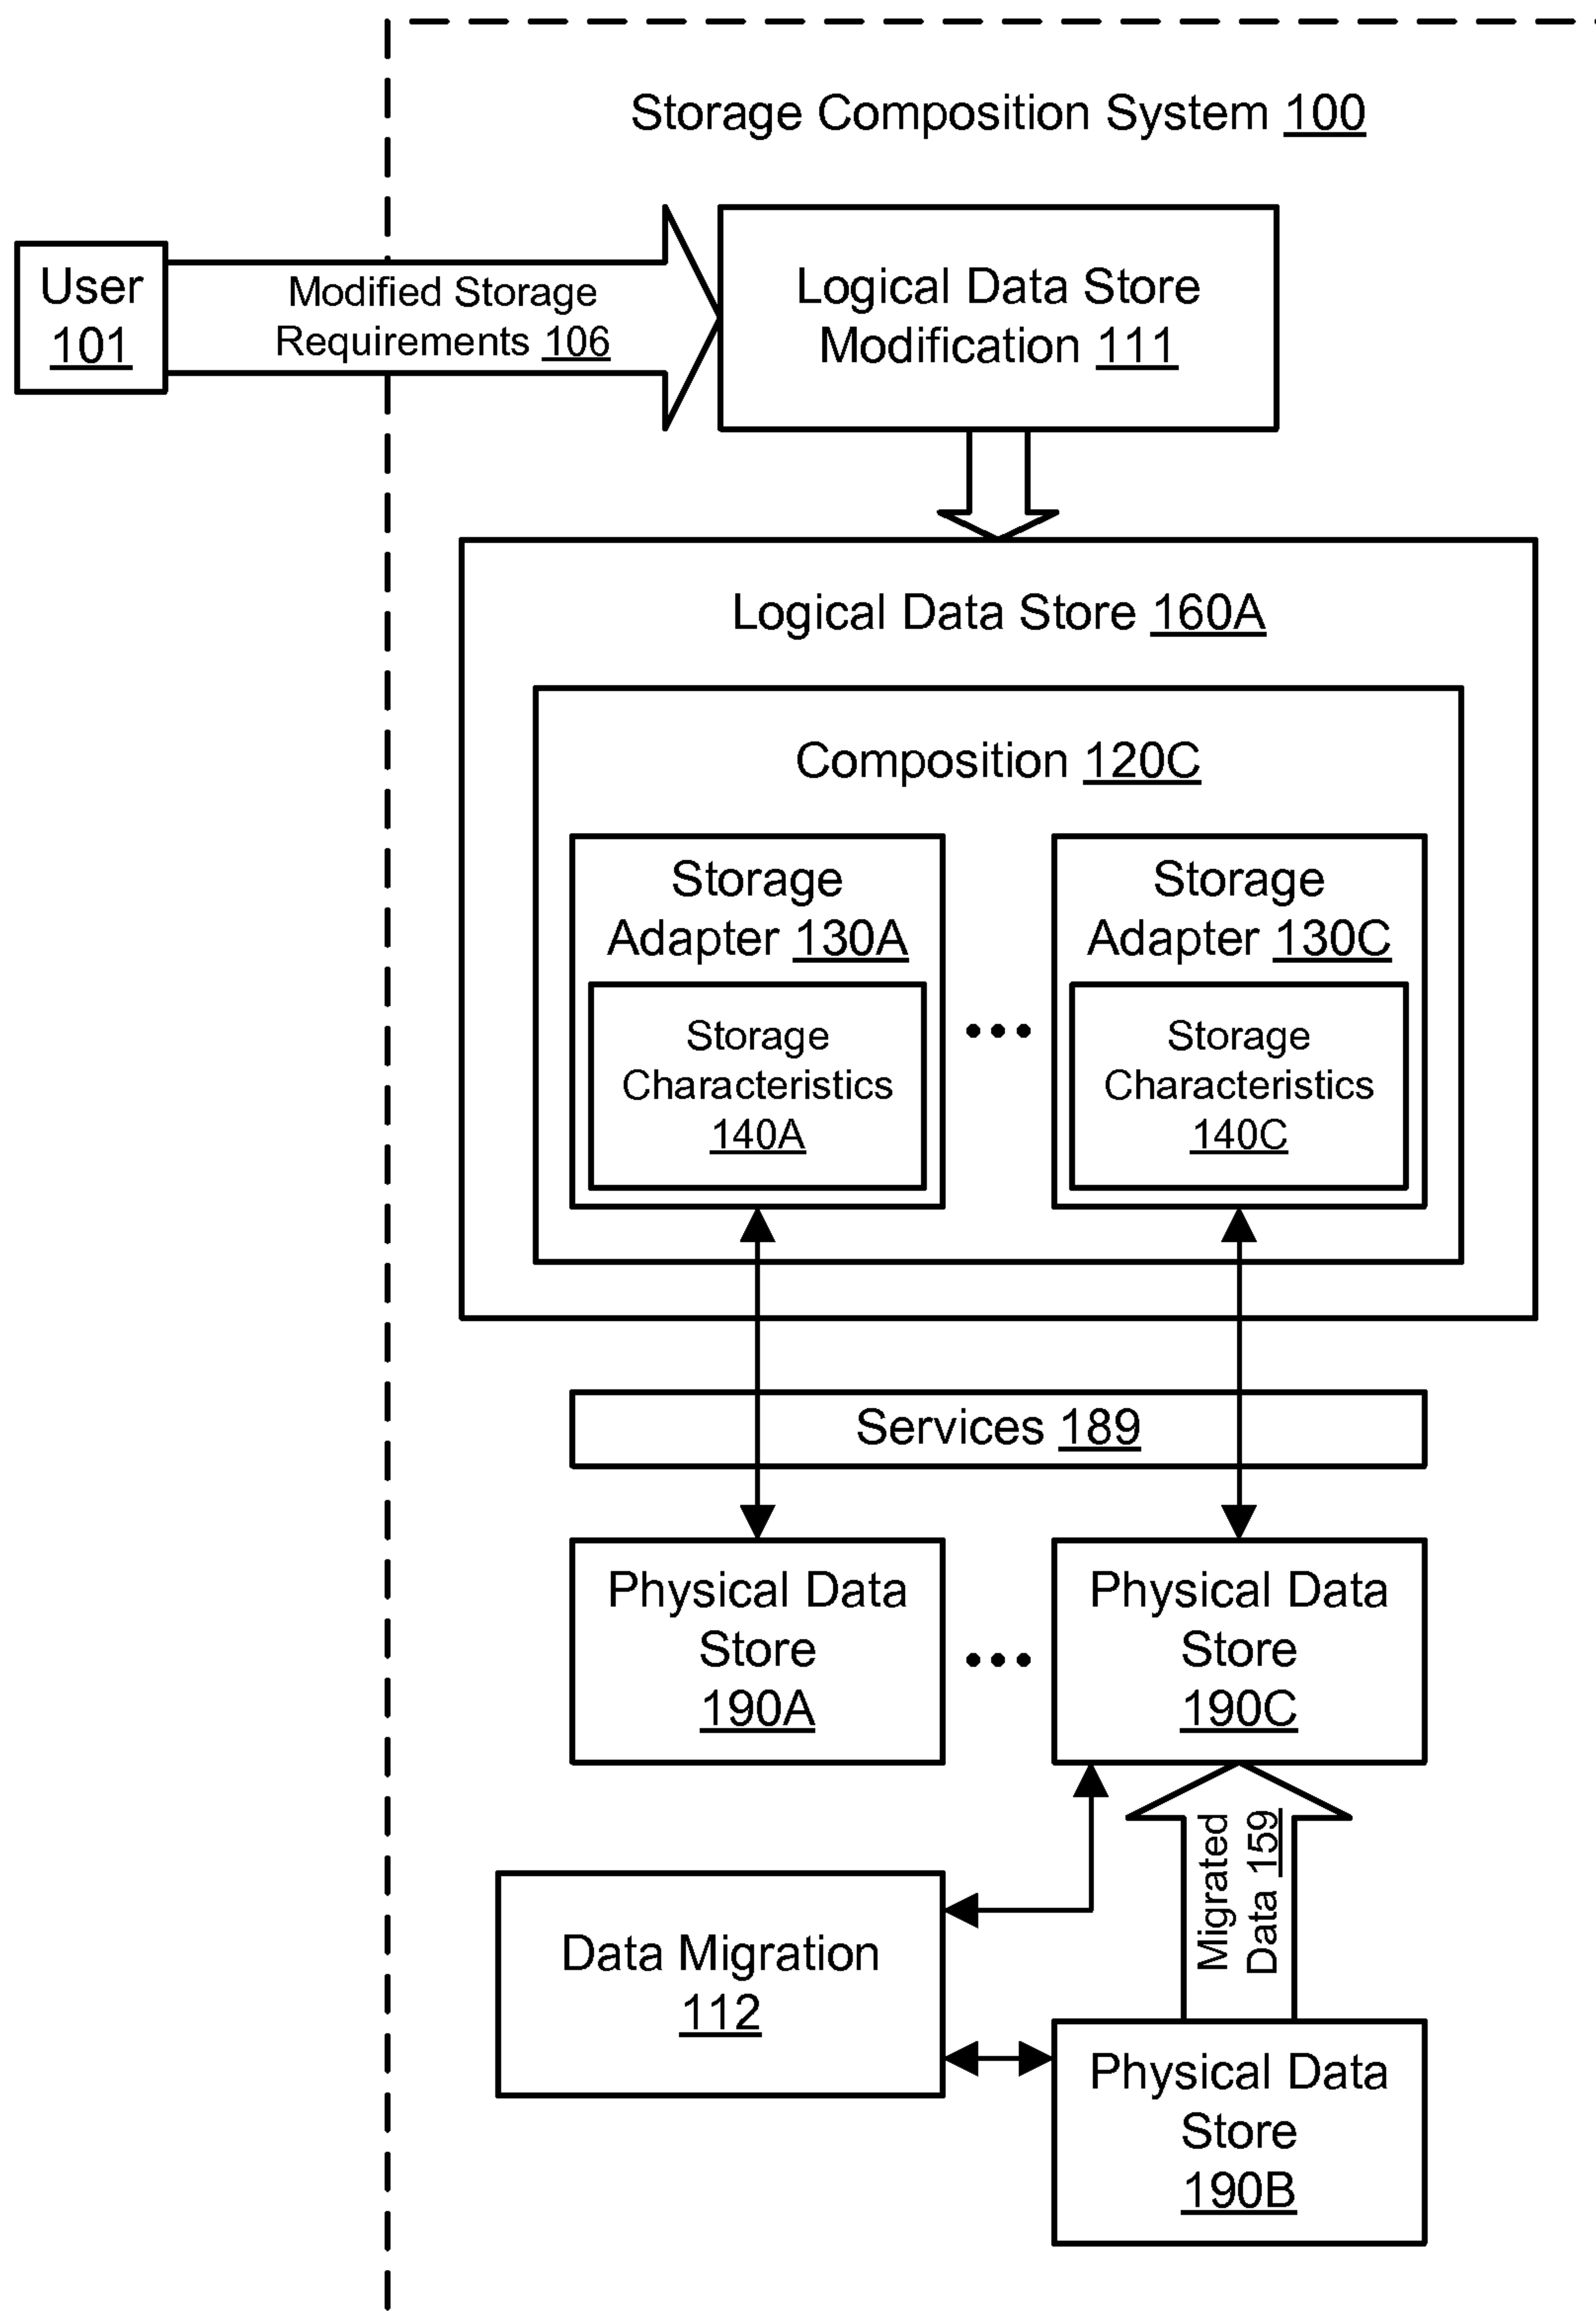 Storage Composition System 100
User
101
Modified Storage
Requirements 106
Logical Data Store
Modification 111
Logical Data Store 160A
Composition 120C
Storage
Adapter 130A
Storage
Characteristics
140A
Storage
Adapter 130C
Storage
Characteristics
140C
Services 189
Physical Data
Store
190A
Physical Data
Store
190C
Migrated
Data 159
Data Migration
112
Physical Data
Store
190B